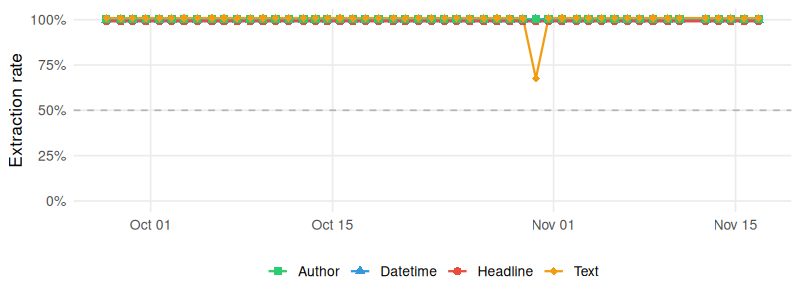 100%
75%
50%
25%
0%
Extraction rate
Oct 01 Oct 15 Nov 01 Nov 15
Author Datetime Headline Text